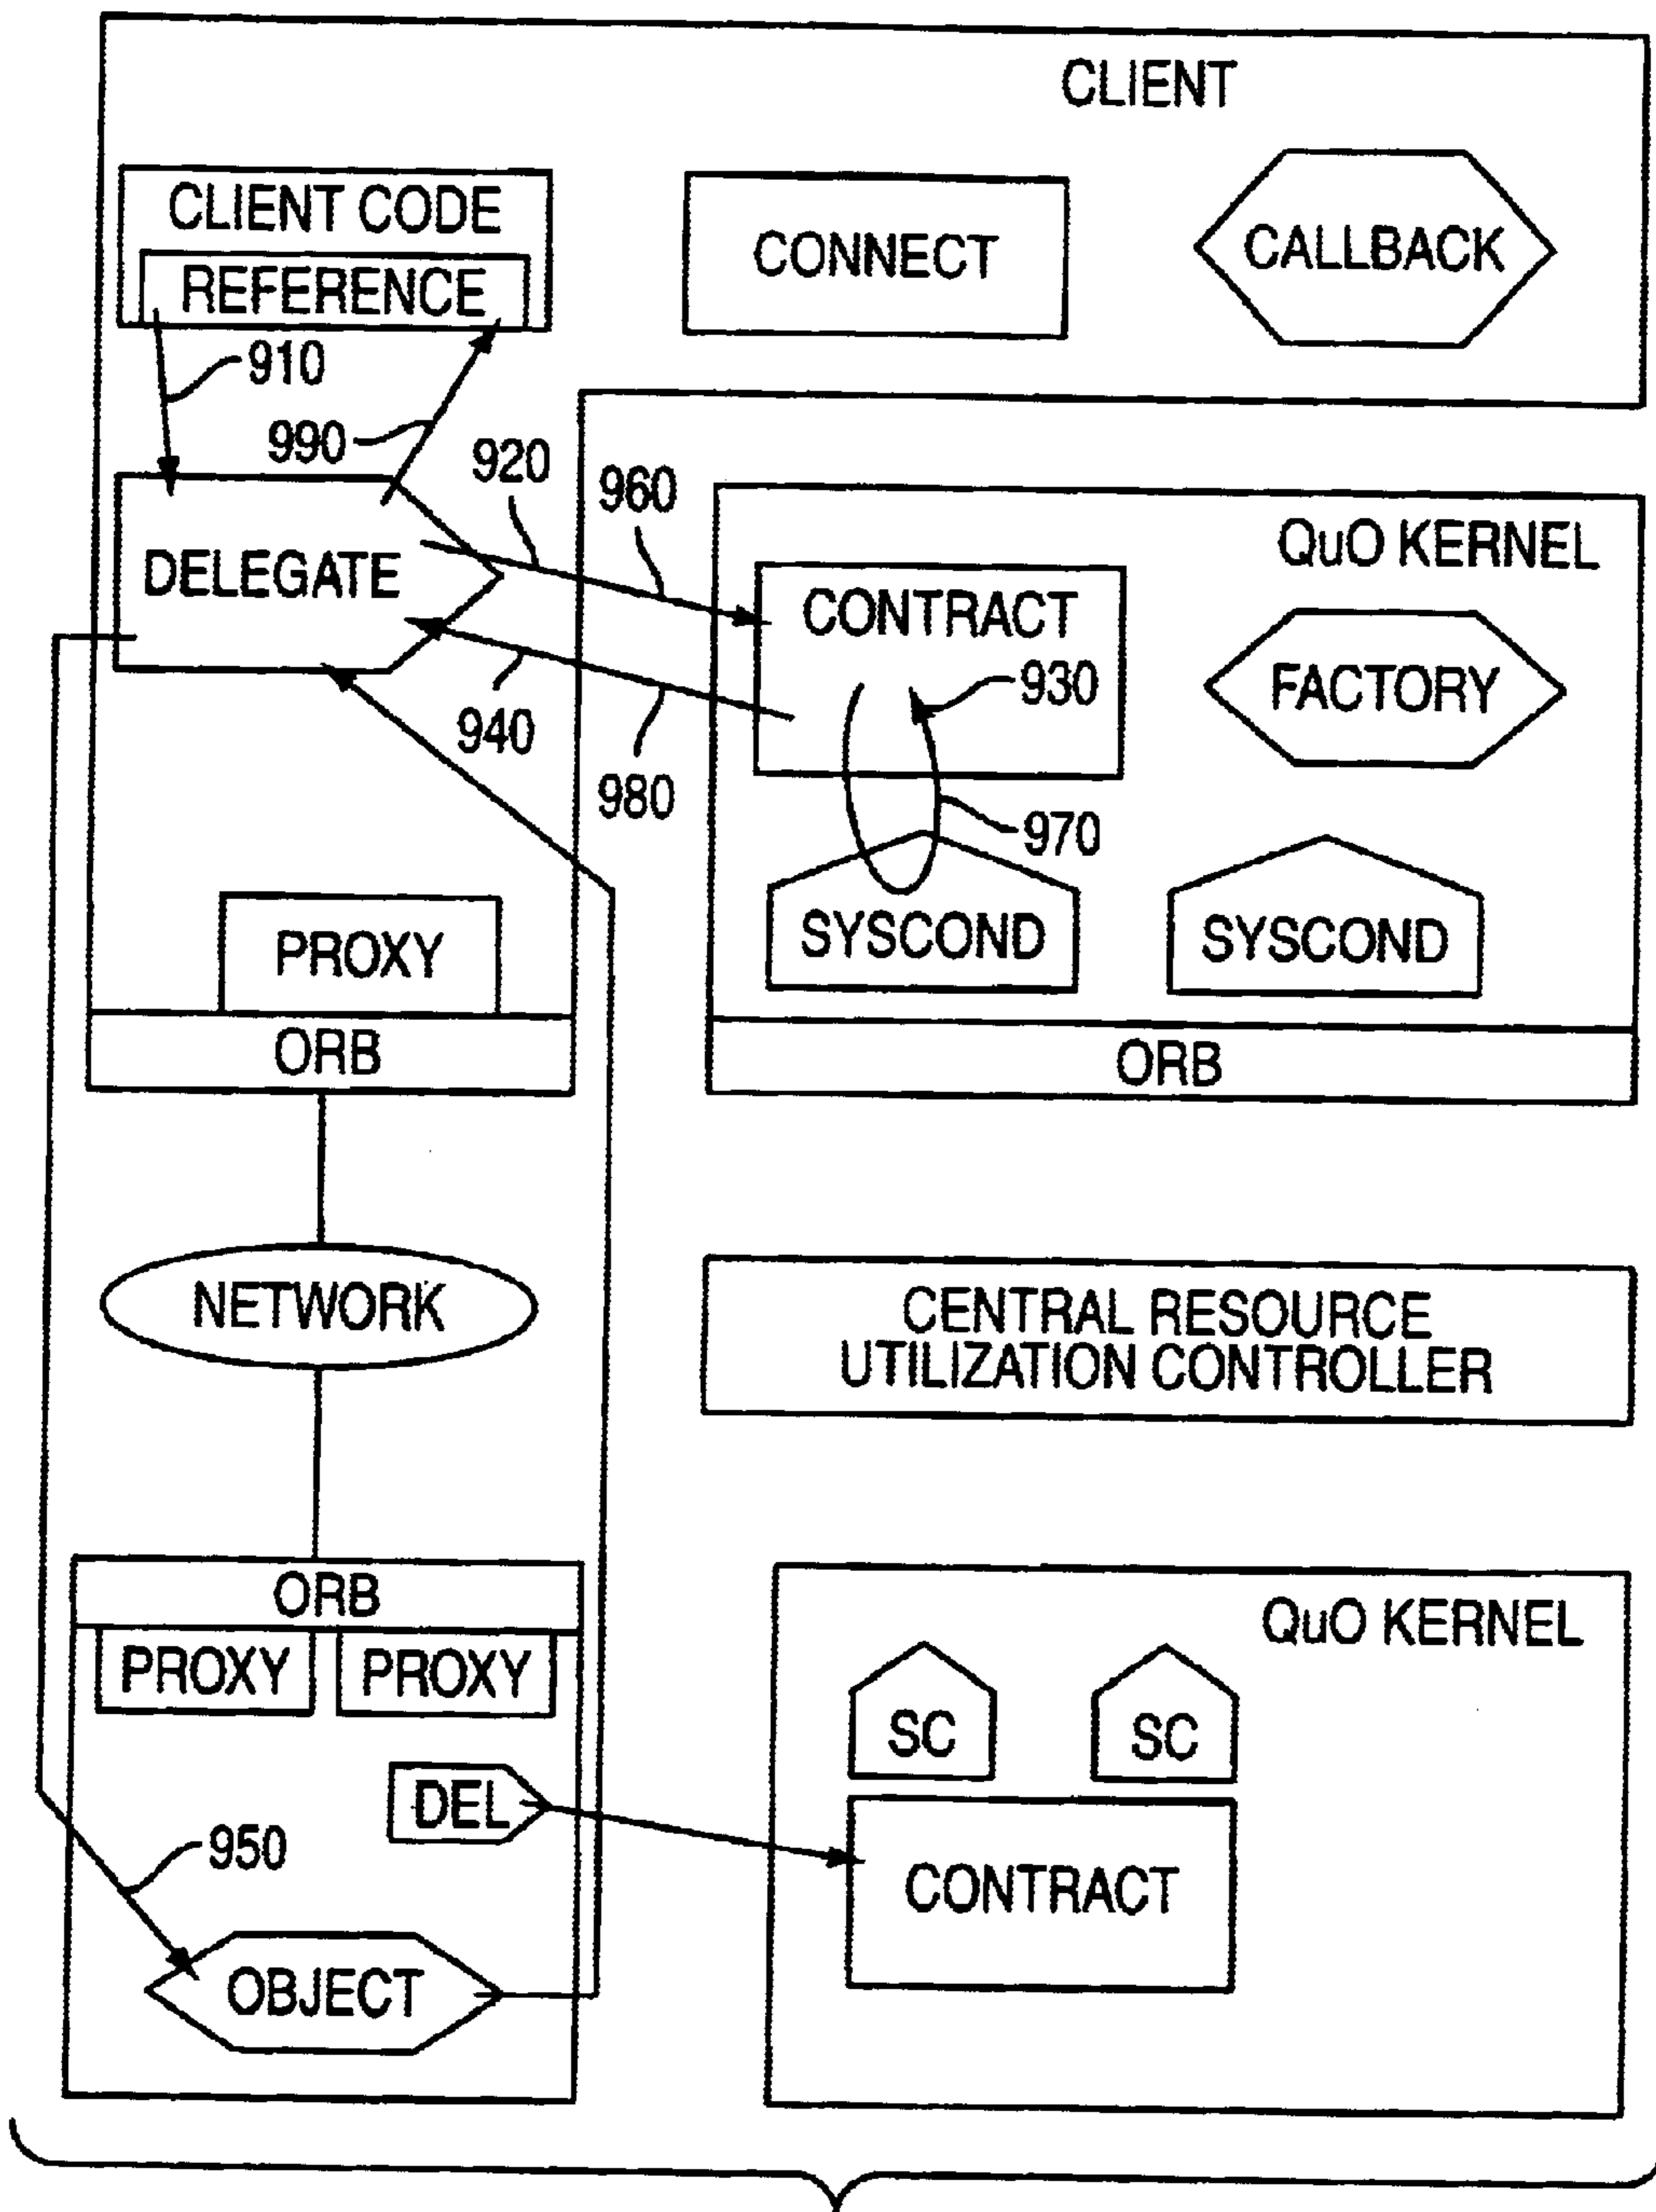 CLIENT
CLIENT CODE
REFERENCE
CONNECT
CALLBACK
910
990
920
960
QuO KERNEL
DELEGATE
CONTRACT
930
FACTORY
940
980
970
PROXY
SYSCOND
SYSCOND
ORB
ORB
NETWORK
CENTRAL RESOURCE
UTILIZATION CONTROLLER
ORB
QuO KERNEL
PROXY
PROXY
SC
SC
DEL
950
CONTRACT
OBJECT